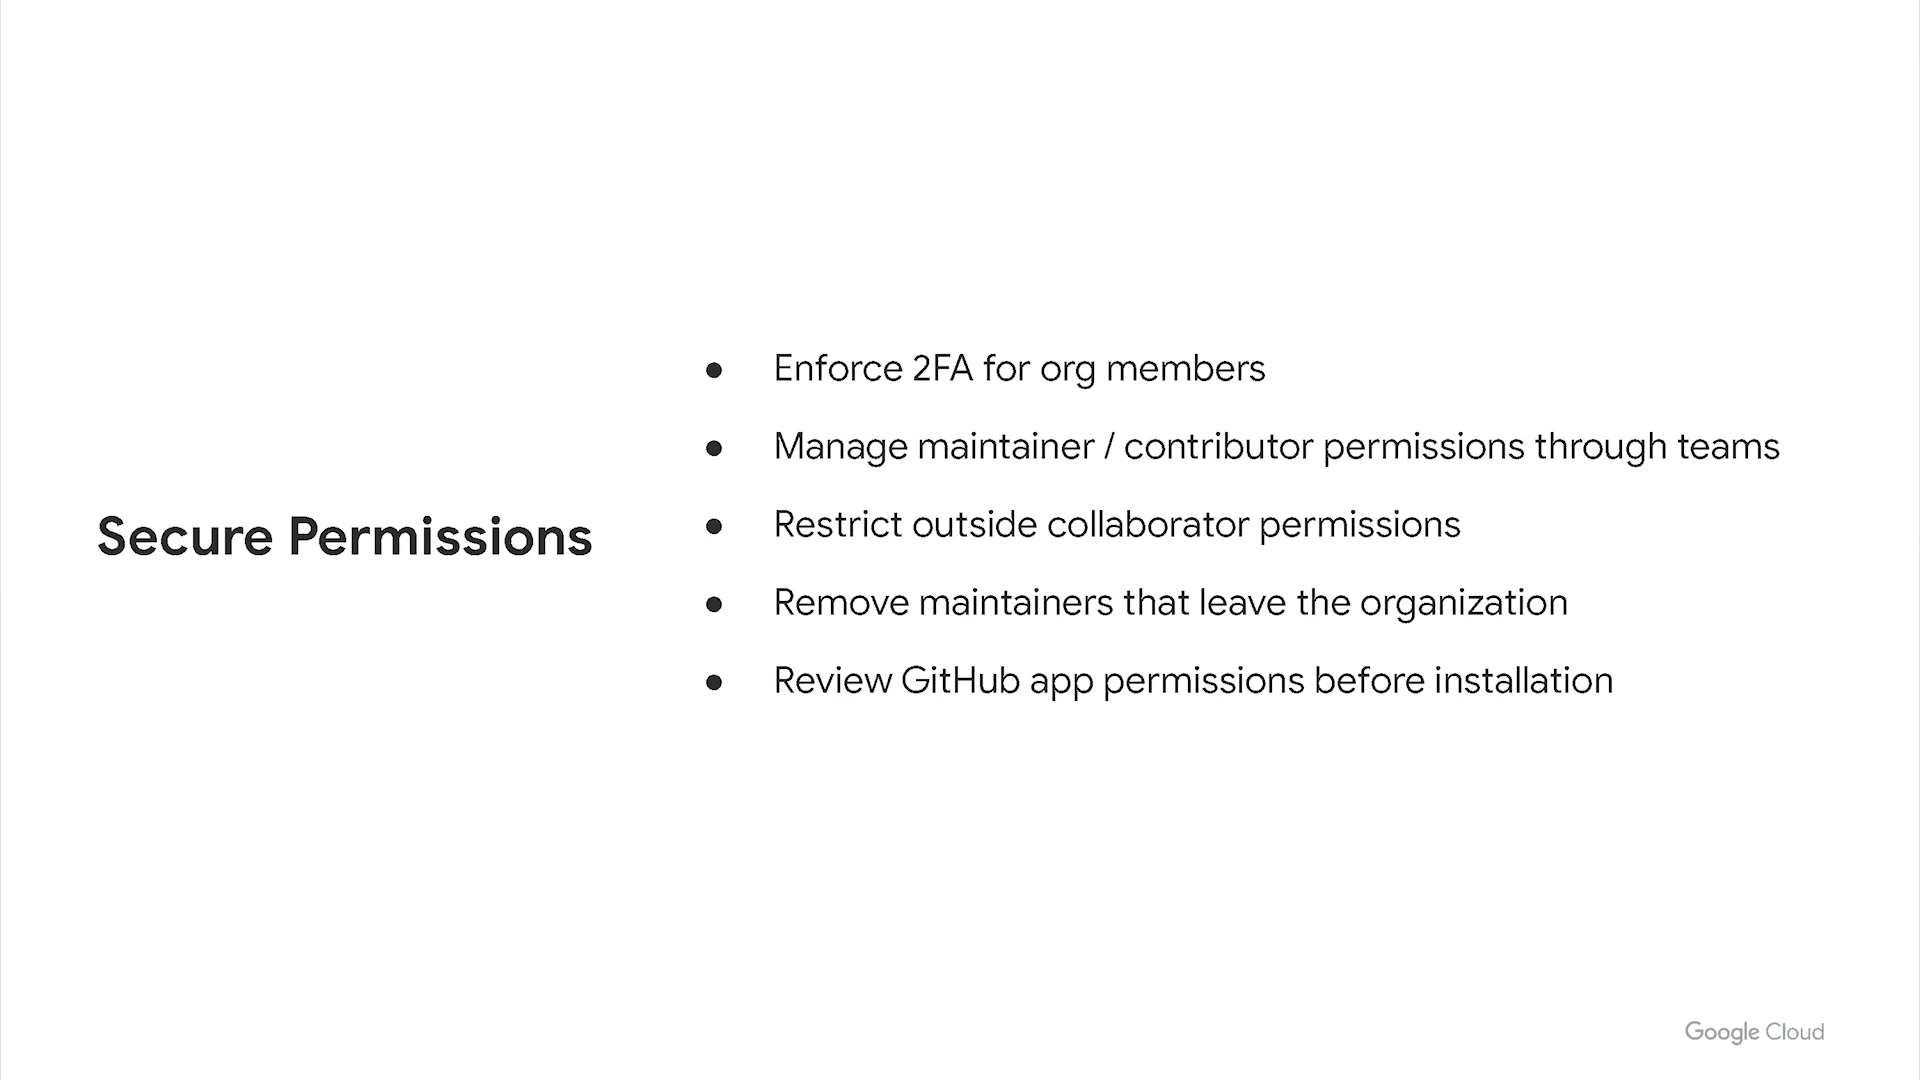 Secure Permissions
● Enforce 2FA for org members
● Manage maintainer / contributor permissions through teams
● Restrict outside collaborator permissions
● Remove maintainers that leave the organization
● Review GitHub app permissions before installation
Google Cloud